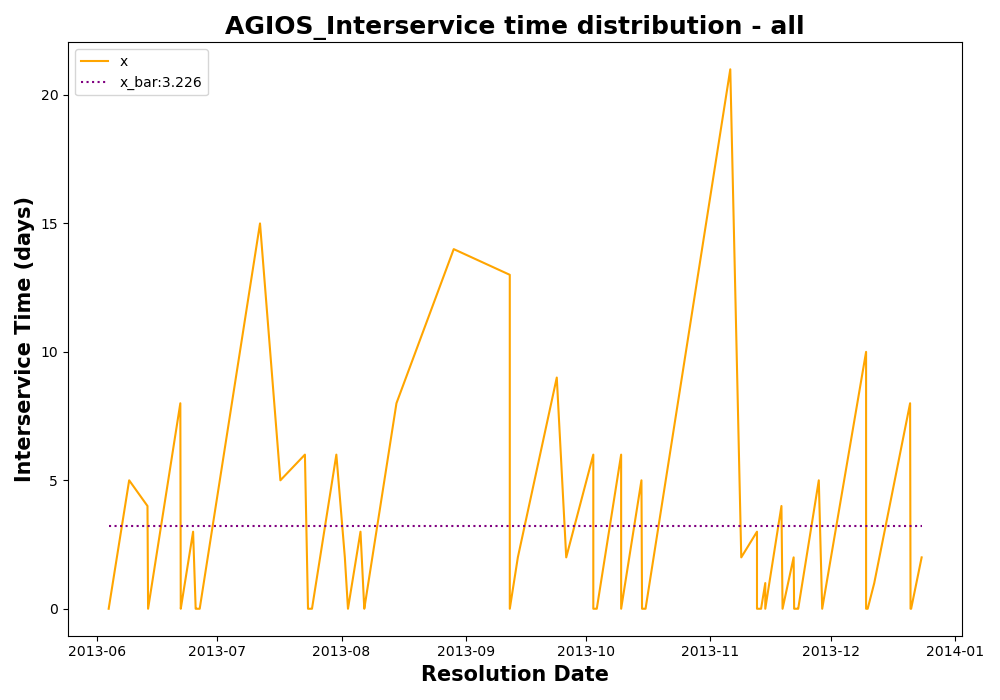 AGIOS_Interservice time distribution - all
x
x_bar:3.226
Interservice Time (days)
20
15
10
5
0
2013-06
2013-07
2013-08
2013-09
2013-10
2013-11
2013-12
2014-01
Resolution Date